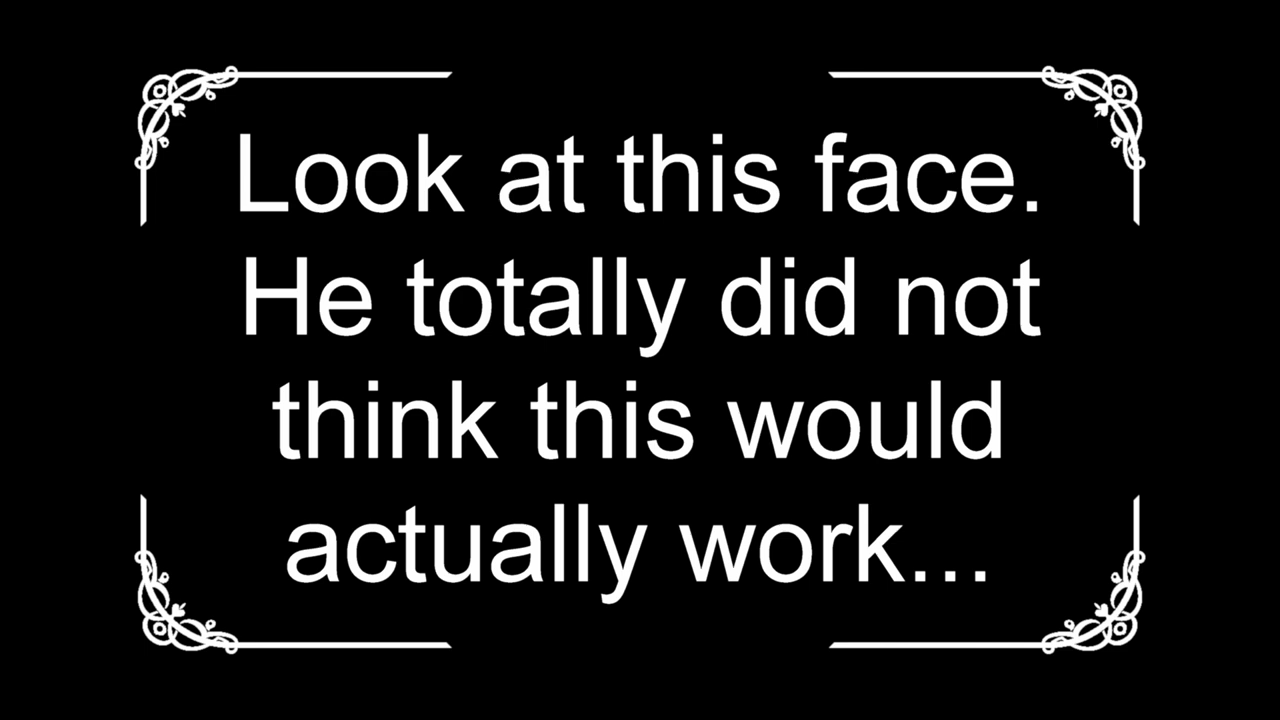 Look at this face.
He totally did not
think this would
actually work...